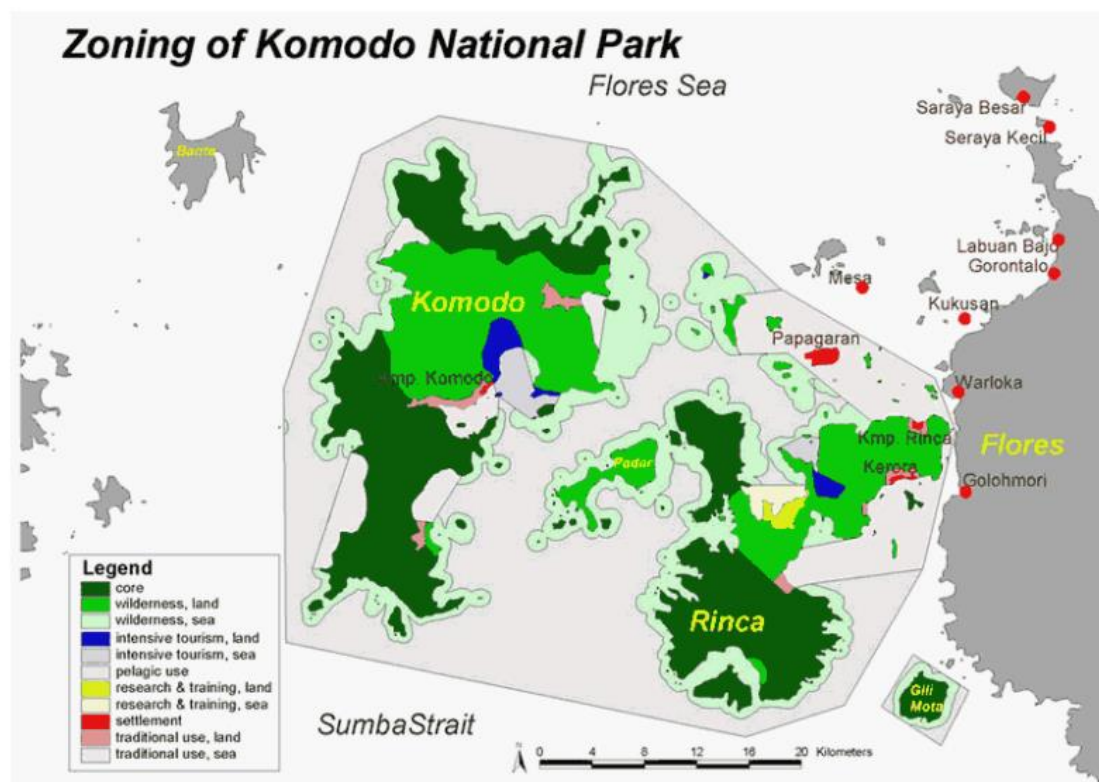 Zoning of Komodo National Park
Flores Sea
Banta
Saraya Besar
Seraya Kecil
Labuan Bajo
Gorontalo
Mesa
Kukusan
Komodo
Papagaran
Kmp. Komodo
Warloka
Kmp. Rinca
Flores
Kerora
Padar
Golohmori
Rinca
Gili
Mota
SumbaStrait
Legend
core
wilderness, land
wilderness, sea
intensive tourism, land
intensive tourism, sea
pelagic use
research & training, land
research & training, sea
settlement
traditional use, land
traditional use, sea
N
0 4 8 12 16 20 Kilometers